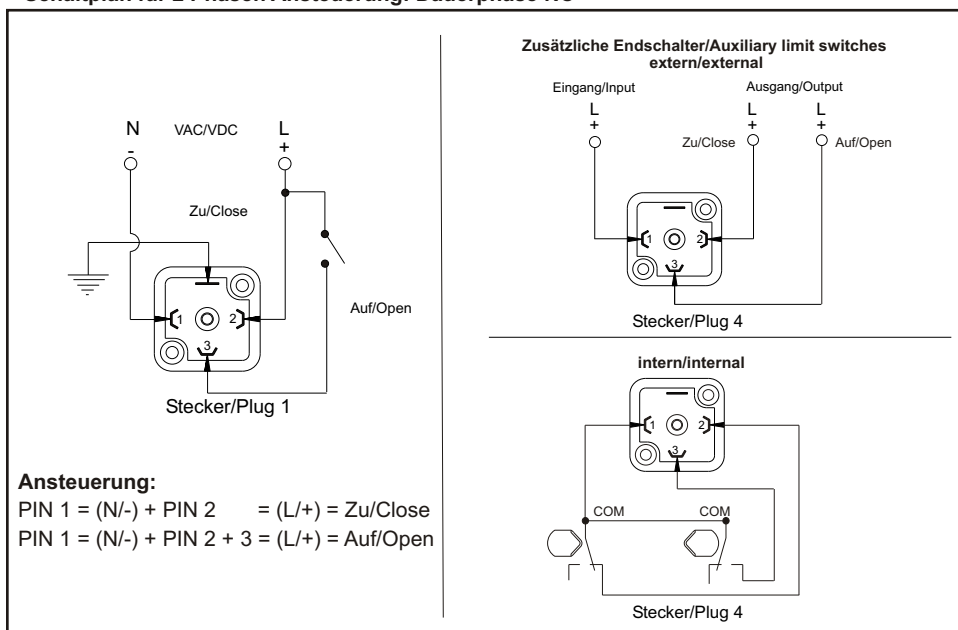 Zusätzliche Endschalter/Auxiliary limit switches
extern/external
Eingang/Input
Ausgang/Output
L
+
L
+
L
+
Zu/Close
Auf/Open
N
-
VAC/VDC
L
+
Zu/Close
Auf/Open
1
2
3
Stecker/Plug 1
1
2
3
Stecker/Plug 4
intern/internal
1
2
3
COM
COM
Stecker/Plug 4
Ansteuerung:
PIN 1 = (N/-) + PIN 2 = (L/+) = Zu/Close
PIN 1 = (N/-) + PIN 2 + 3 = (L/+) = Auf/Open